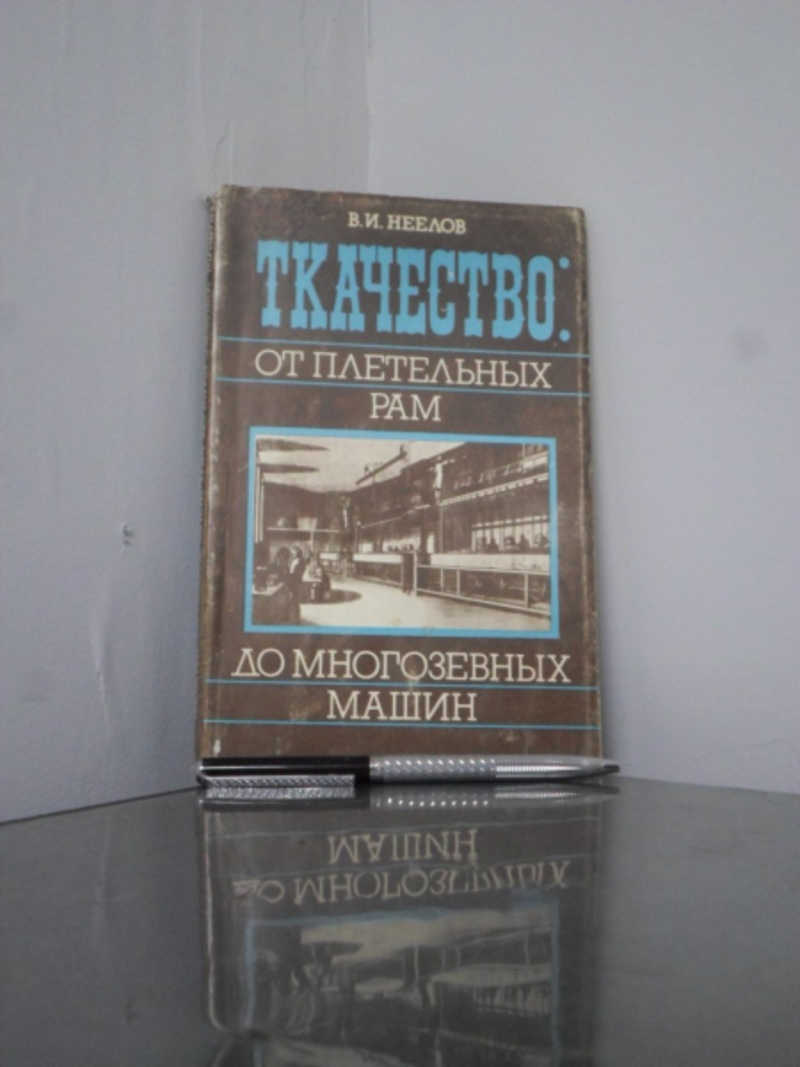 В.И. НЕЕЛОВ
ТКАЧЕСТВО:
ОТ ПЛЕТЕЛЬНЫХ
РАМ
ДО МНОГОЗЕВНЫХ
МАШИН